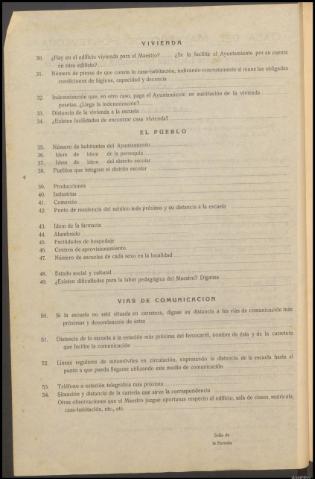 VIVIENDA
30. ¿Hay en el edificio vivienda para el Maestro? ¿Se la facilita el Ayuntamiento por su cuenta
en otro edificio?
31. Número de piezas de que consta la casa-habitación, indicando concretamente si reúne las obligadas
condiciones de higiene, capacidad y decencia
32. Indemnización que, en otro caso, paga el Ayuntamiento en sustitución de la vivienda
pesetas. ¿Llega la indemnización?
33. Distancia de la vivienda a la escuela
34. ¿Existen facilidades de encontrar casa vivienda?
EL PUEBLO
35. Número de habitantes del Ayuntamiento
36. Idem de idem de la parroquia
37. Idem de idem del distrito escolar
38. Pueblos que integran el distrito escolar
39. Producciones
40. Industrias
41. Comercio
42. Punto de residencia del médico más próximo y su distancia a la escuela
43. Idem de la farmacia
44. Alumbrado
45. Facilidades de hospedaje
46. Centros de aprovisionamiento
47. Número de escuelas de cada sexo en la localidad
48. Estado social y cultural
49. ¿Existen dificultades para la labor pedagógica del Maestro? Díganse
VIAS DE COMUNICACION
50. Si la escuela no está situada en carretera, dígase su distancia a las vías de comunicación más
próximas y denominación de estas
51. Distancia de la escuela a la estación más próxima del ferrocarril, nombre de ésta y de la carretera
que facilite la comunicación
52. Líneas regulares de automóviles en circulación, expresando la distancia de la escuela hasta el
punto a que pueda llegarse utilizando este medio de comunicación
53. Teléfono o estación telegráfica más próxima
54. Situación y distancia de la cartería que sirve la correspondencia
Otras observaciones que el Maestro juzgue oportunas respecto al edificio, sala de clases, matrícula,
casa-habitación, etc., etc.
Sello de
la Escuela